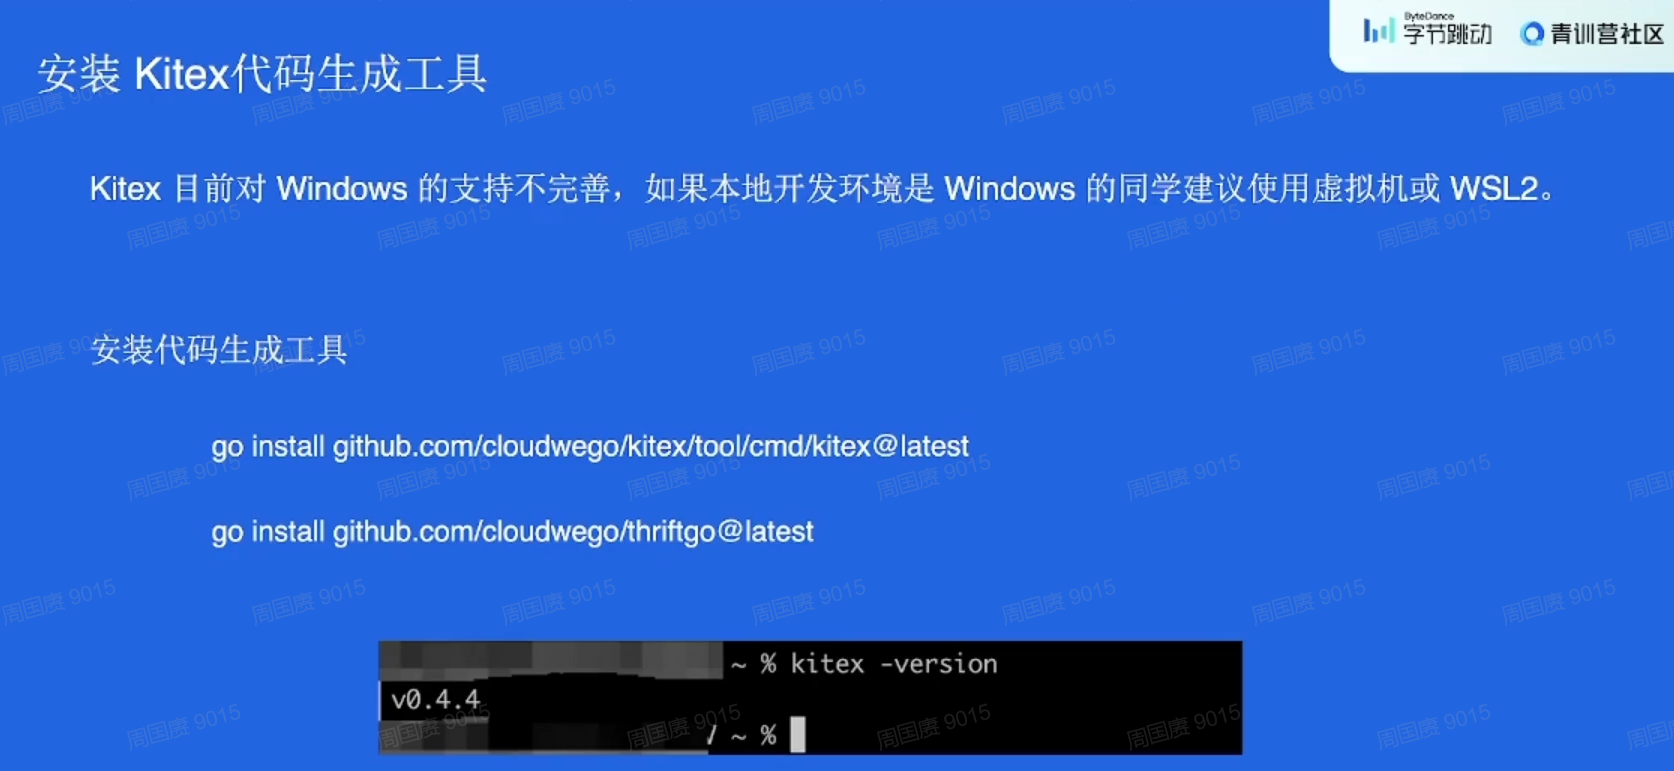 ByteDance
字节跳动 青训营社区
安装 Kitex代码生成工具
Kitex 目前对 Windows 的支持不完善，如果本地开发环境是 Windows 的同学建议使用虚拟机或 WSL2。
安装代码生成工具
go install github.com/cloudwego/kitex/tool/cmd/kitex@latest
go install github.com/cloudwego/thriftgo@latest
~ % kitex -version
v0.4.4
~ %
周国赓 9015